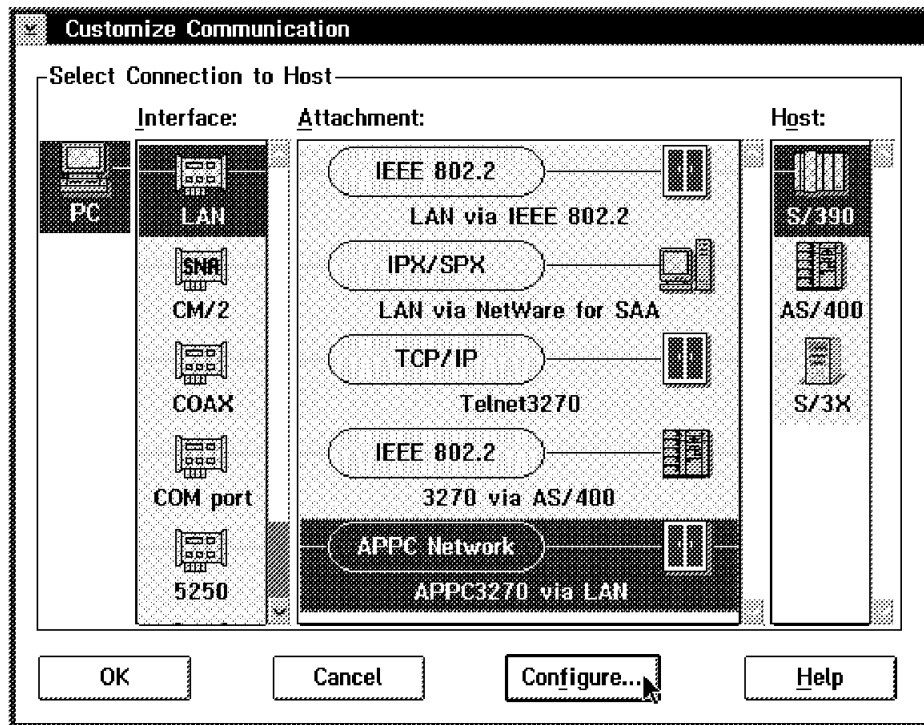 Customize Communication
Select Connection to Host
Interface:
Attachment:
Host:
PC
LAN
SNA
CM/2
COAX
COM port
5250
IEEE 802.2
LAN via IEEE 802.2
IPX/SPX
LAN via NetWare for SAA
TCP/IP
Telnet3270
IEEE 802.2
3270 via AS/400
APPC Network
APPC3270 via LAN
S/390
AS/400
S/3X
OK
Cancel
Configure...
Help